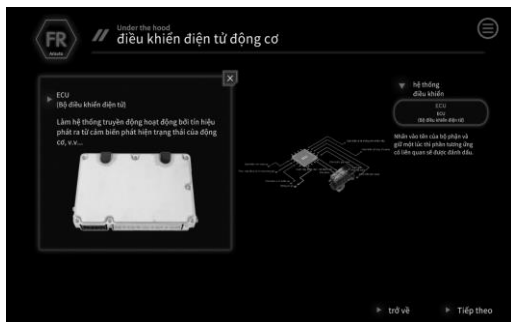 FR
Article
Under the hood
điều khiển điện tử động cơ
ECU
(Bộ điều khiển điện tử)
Làm hệ thống truyền động hoạt động bởi tín hiệu
phát ra từ cảm biến phát hiện trạng thái của động
cơ, v.v...
hệ thống
điều khiển
ECU
ECU
(Bộ điều khiển điện tử)
Nhấn vào tên của bộ phận và
giữ một lúc thì phần tương ứng
có liên quan sẽ được đánh dấu.
trở về
Tiếp theo